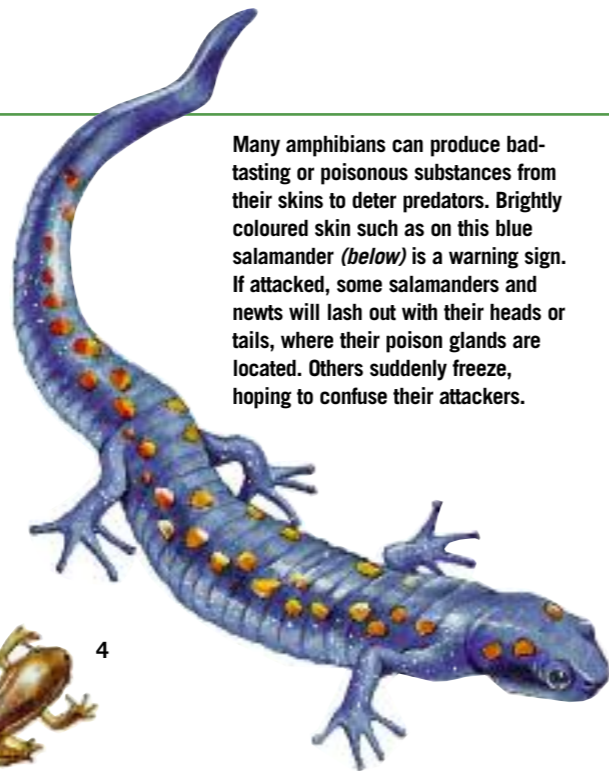 Many amphibians can produce bad-
tasting or poisonous substances from
their skins to deter predators. Brightly
coloured skin such as on this blue
salamander (below) is a warning sign.
If attacked, some salamanders and
newts will lash out with their heads or
tails, where their poison glands are
located. Others suddenly freeze,
hoping to confuse their attackers.
4